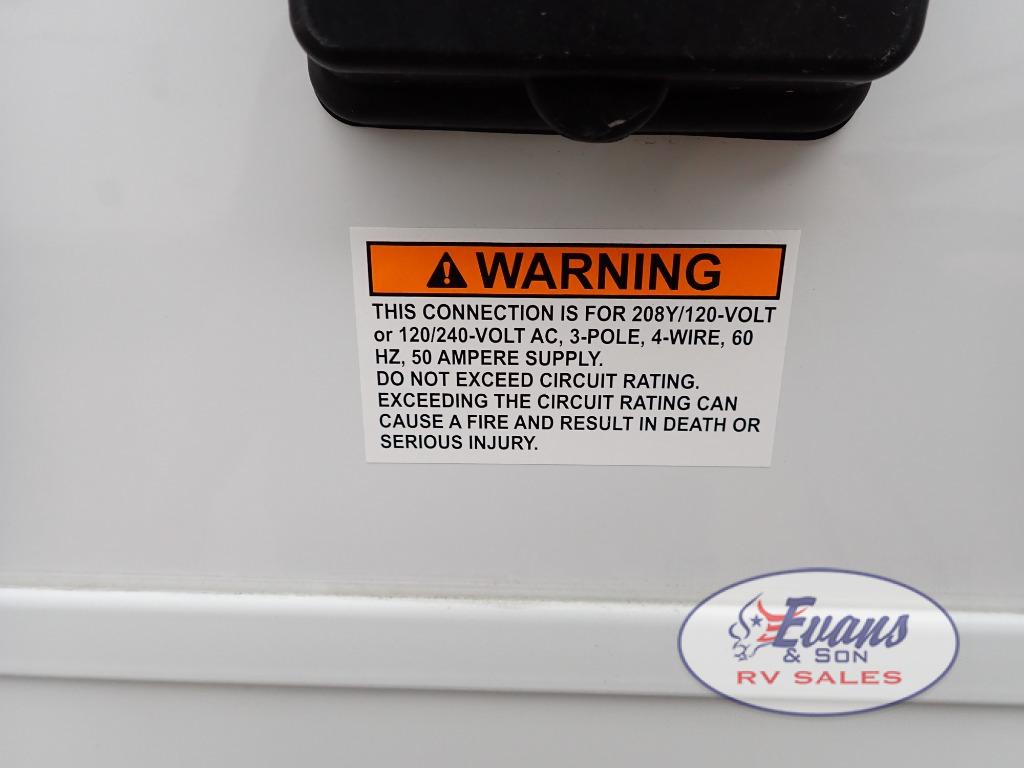 WARNING
THIS CONNECTION IS FOR 208Y/120-VOLT
or 120/240-VOLT AC, 3-POLE, 4-WIRE, 60
HZ, 50 AMPERE SUPPLY.
DO NOT EXCEED CIRCUIT RATING.
EXCEEDING THE CIRCUIT RATING CAN
CAUSE A FIRE AND RESULT IN DEATH OR
SERIOUS INJURY.
Evans
& SON
RV SALES